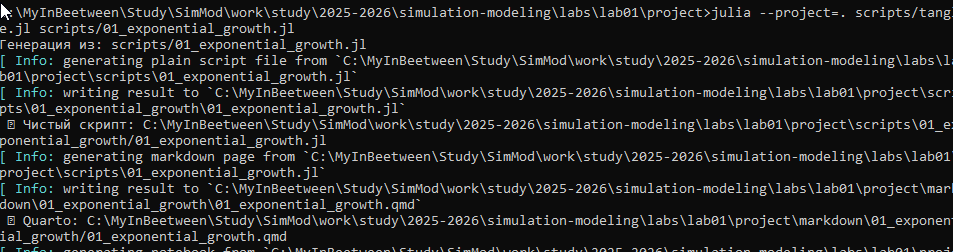 :\MyInBeetween\Study\SimMod\work\study\2025-2026\simulation-modeling\labs\lab01\project>julia --project=. scripts/tang
e.jl scripts/01_exponential_growth.jl
Генерация из: scripts/01_exponential_growth.jl
[ Info: generating plain script file from `C:\MyInBeetween\Study\SimMod\work\study\2025-2026\simulation-modeling\labs\l
b01\project\scripts\01_exponential_growth.jl`
[ Info: writing result to `C:\MyInBeetween\Study\SimMod\work\study\2025-2026\simulation-modeling\labs\lab01\project\scr
pts\01_exponential_growth\01_exponential_growth.jl`
Чистый скрипт: C:\MyInBeetween\Study\SimMod\work\study\2025-2026\simulation-modeling\labs\lab01\project\scripts\01_e
ponential_growth/01_exponential_growth.jl
[ Info: generating markdown page from `C:\MyInBeetween\Study\SimMod\work\study\2025-2026\simulation-modeling\labs\lab01
project\scripts\01_exponential_growth.jl`
[ Info: writing result to `C:\MyInBeetween\Study\SimMod\work\study\2025-2026\simulation-modeling\labs\lab01\project\mar
down\01_exponential_growth\01_exponential_growth.qmd`
Quarto: C:\MyInBeetween\Study\SimMod\work\study\2025-2026\simulation-modeling\labs\lab01\project\markdown\01_exponen
ial_growth/01_exponential_growth.qmd